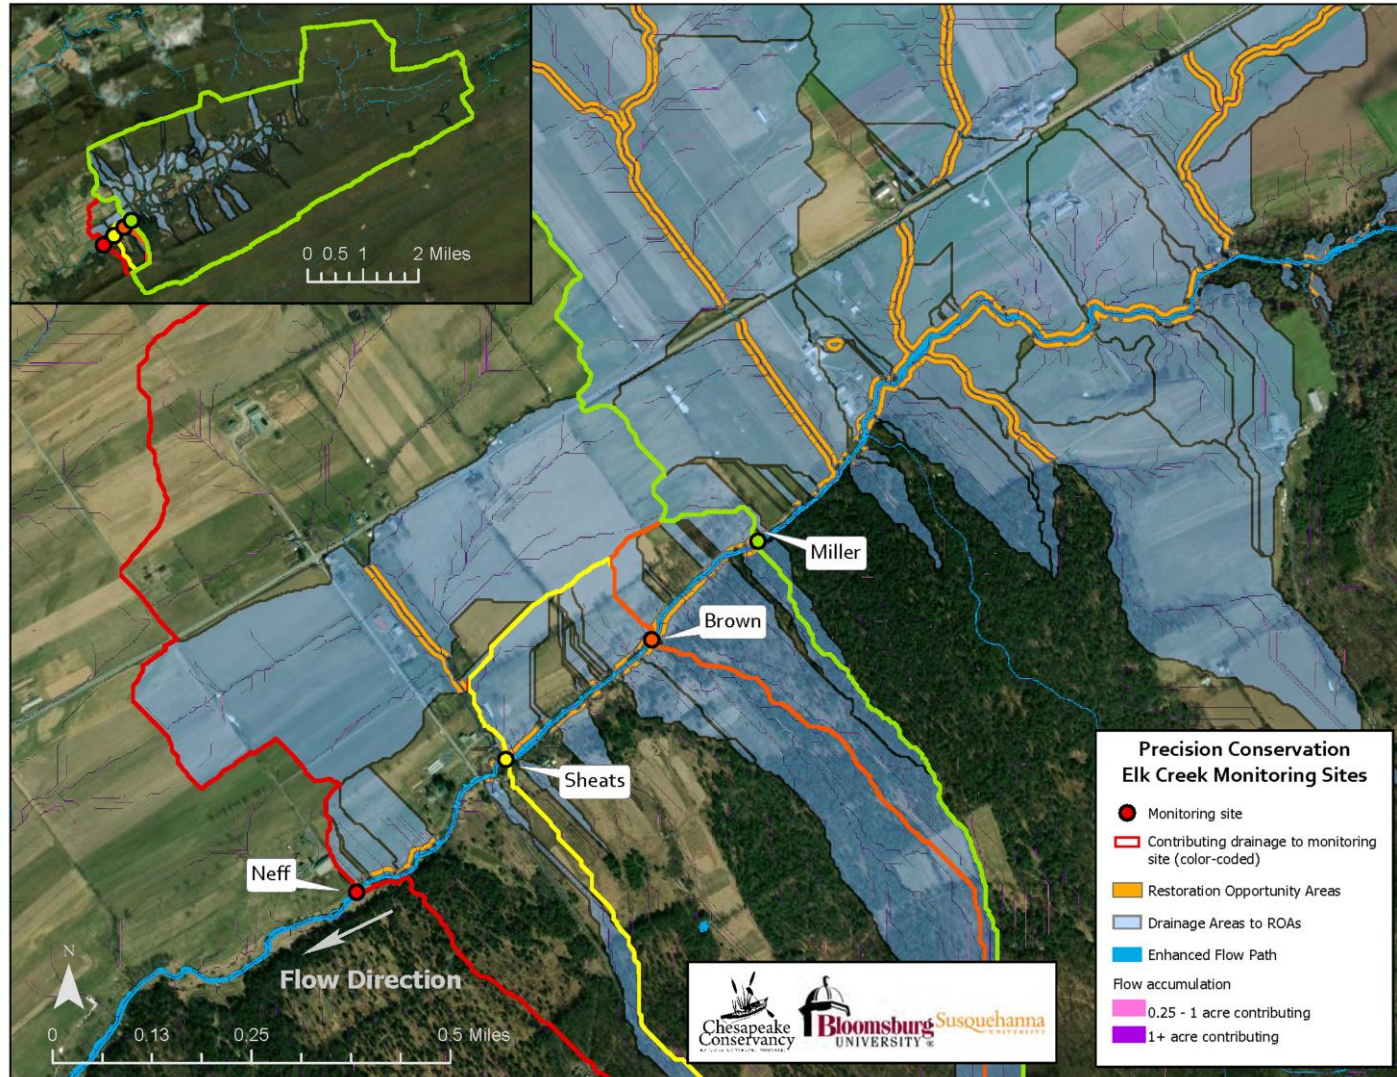 0 0.5 1 2 Miles
Miller
Brown
Sheats
Neff
Flow Direction
N
0 0.13 0.25 0.5 Miles
Chesapeake
Conservancy
Bloomsburg
UNIVERSITY
Susquehanna
UNIVERSITY
Precision Conservation
Elk Creek Monitoring Sites
Monitoring site
Contributing drainage to monitoring
site (color-coded)
Restoration Opportunity Areas
Drainage Areas to ROAs
Enhanced Flow Path
Flow accumulation
0.25 - 1 acre contributing
1+ acre contributing